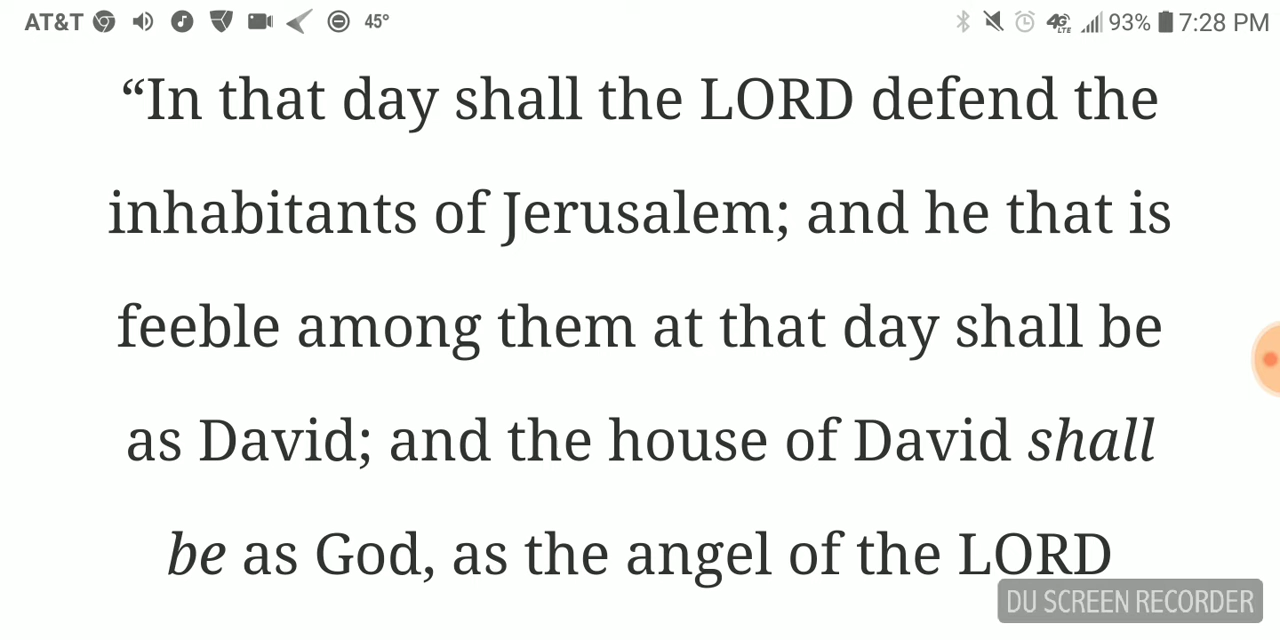 AT&T 45° 4G LTE 93% 7:28 PM
“In that day shall the LORD defend the
inhabitants of Jerusalem; and he that is
feeble among them at that day shall be
as David; and the house of David shall
be as God, as the angel of the LORD
DU SCREEN RECORDER